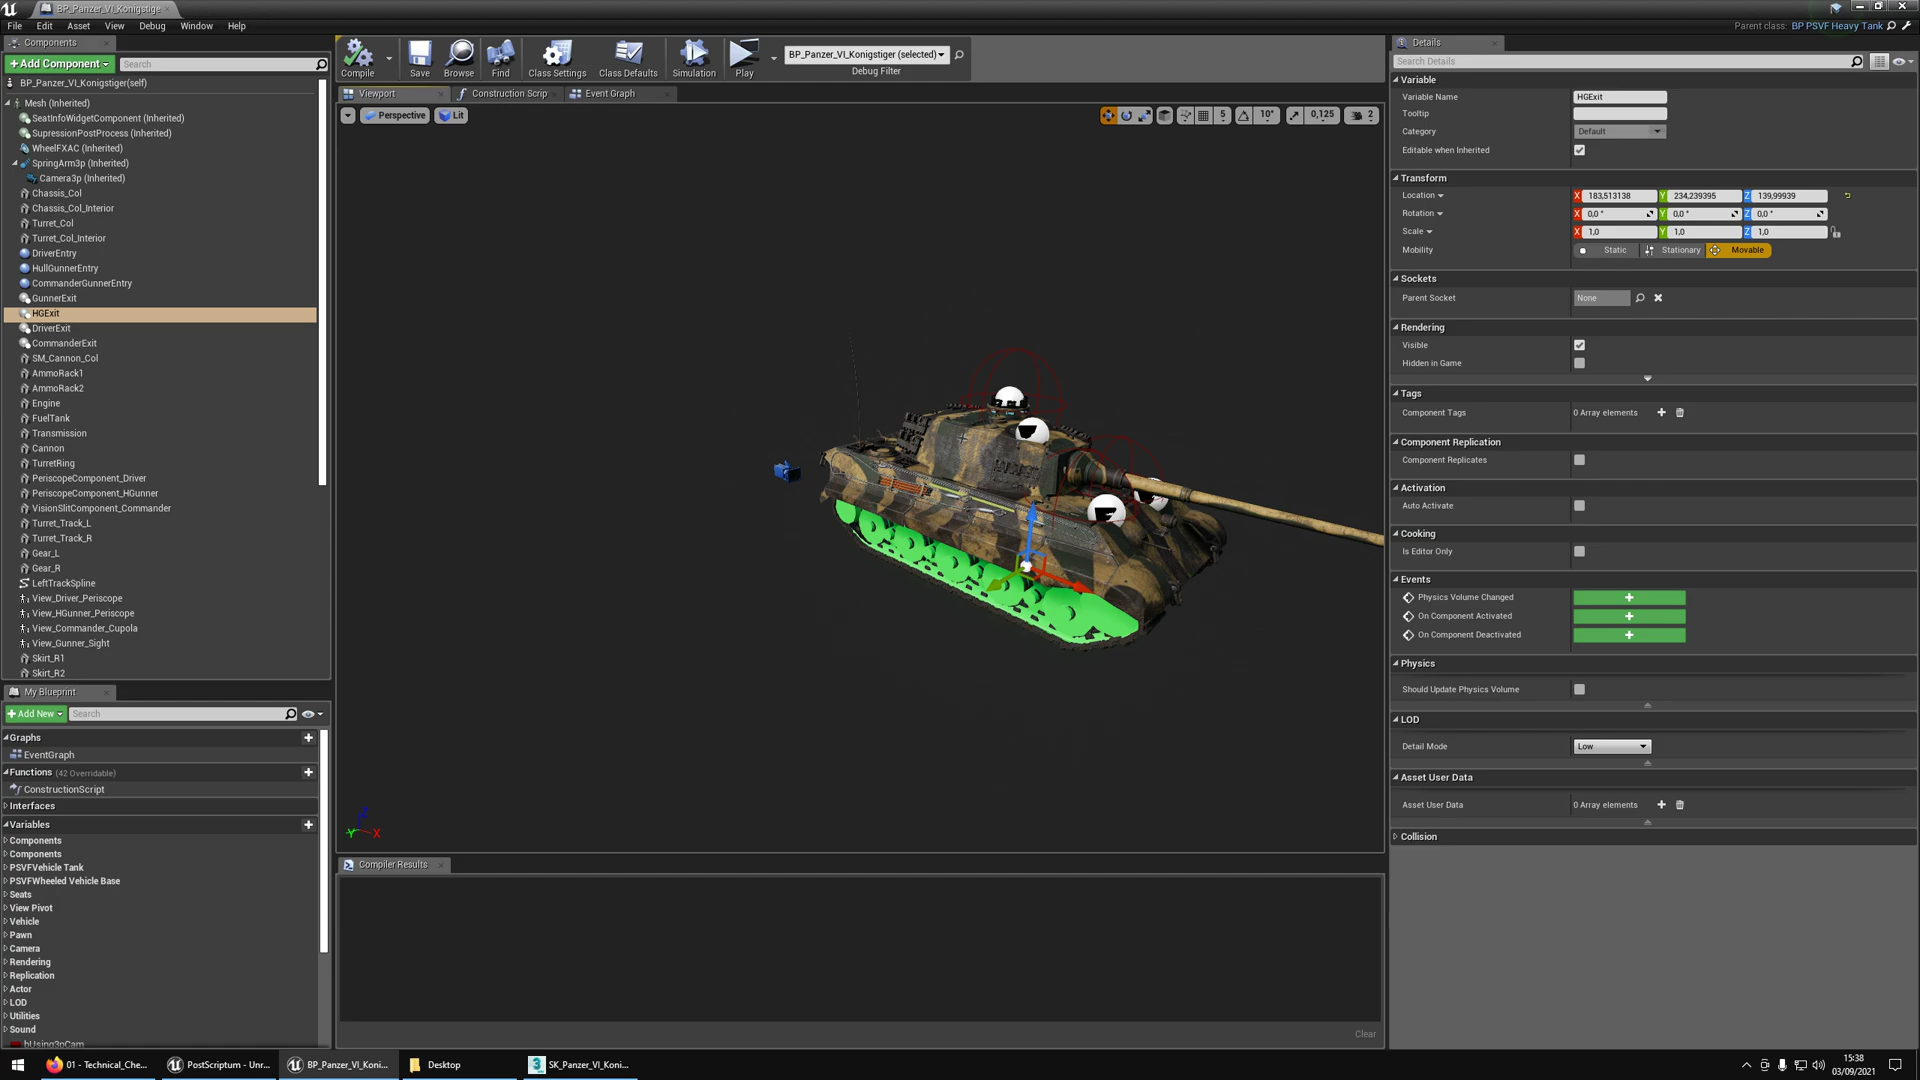 BP_Panzer_VI_Konigstige
File Edit Asset View Debug Window Help
Parent class: BP PSVF Heavy Tank
Components
+Add Component
Search
BP_Panzer_VI_Konigstiger(self)
Mesh (Inherited)
SeatInfoWidgetComponent (Inherited)
SupressionPostProcess (Inherited)
WheelFXAC (Inherited)
SpringArm3p (Inherited)
Camera3p (Inherited)
Chassis_Col
Chassis_Col_Interior
Turret_Col
Turret_Col_Interior
DriverEntry
HullGunnerEntry
CommanderGunnerEntry
GunnerExit
HGExit
DriverExit
CommanderExit
SM_Cannon_Col
AmmoRack1
AmmoRack2
Engine
FuelTank
Transmission
Cannon
TurretRing
PeriscopeComponent_Driver
PeriscopeComponent_HGunner
VisionSlitComponent_Commander
Turret_Track_L
Turret_Track_R
Gear_L
Gear_R
LeftTrackSpline
View_Driver_Periscope
View_HGunner_Periscope
View_Commander_Cupola
View_Gunner_Sight
Skirt_R1
Skirt_R2
My Blueprint
+Add New
Search
Graphs
EventGraph
Functions (42 Overridable)
ConstructionScript
Interfaces
Variables
Components
Components
PSVFVehicle Tank
PSVFWheeled Vehicle Base
Seats
View Pivot
Vehicle
Pawn
Camera
Rendering
Replication
Actor
LOD
Utilities
Sound
bUsing3pCam
Compile
Save
Browse
Find
Class Settings
Class Defaults
Simulation
Play
BP_Panzer_VI_Konigstiger (selected)
Debug Filter
Viewport
Construction Scrip
Event Graph
Perspective
Lit
5
10°
0,125
2
Z
Y
X
Compiler Results
Clear
Details
Search Details
Variable
Variable Name HGExit
Tooltip
Category Default
Editable when Inherited
Transform
Location X 183,513138 Y 234,239395 Z 139,99939
Rotation X 0,0 ° Y 0,0 ° Z 0,0 °
Scale X 1,0 Y 1,0 Z 1,0
Mobility Static Stationary Movable
Sockets
Parent Socket None
Rendering
Visible
Hidden in Game
Tags
Component Tags 0 Array elements
Component Replication
Component Replicates
Activation
Auto Activate
Cooking
Is Editor Only
Events
Physics Volume Changed
On Component Activated
On Component Deactivated
Physics
Should Update Physics Volume
LOD
Detail Mode Low
Asset User Data
Asset User Data 0 Array elements
Collision
01 - Technical_Che...
PostScriptum - Unr...
BP_Panzer_VI_Koni...
Desktop
SK_Panzer_VI_Koni...
15:38
03/09/2021